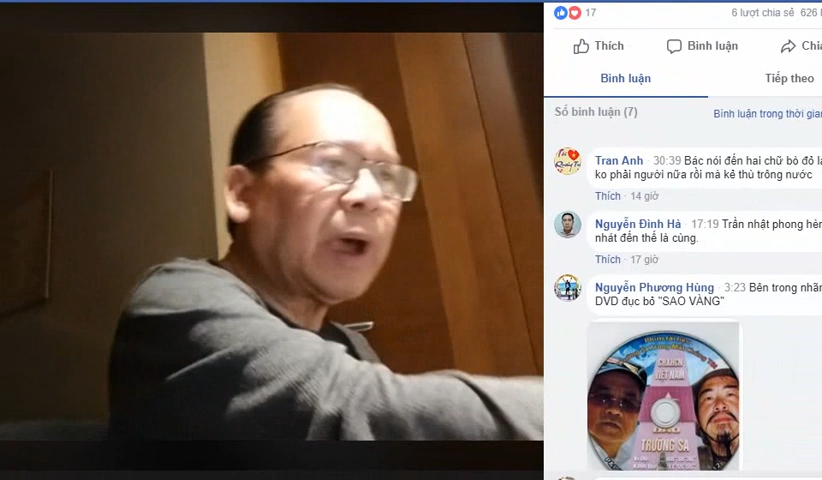 17
6 lượt chia sẻ 626
Thích
Bình luận
Bình luận
Tiếp theo
Số bình luận (7)
Bình luận trong thời gian
Tran Anh · 30:39 Bác nói đến hai chữ bò đỏ là
ko phải người nữa rồi mà kẻ thù trông nước
Thích · 14 giờ
Nguyễn Đình Hà · 17:19 Trần nhật phong hèn
nhát đến thế là cùng.
Thích · 17 giờ
Nguyễn Phương Hùng · 3:23 Bên trong nhãn
DVD đục bỏ "SAO VÀNG"
CHXHCN
VIỆT NAM
TRƯỜNG SA